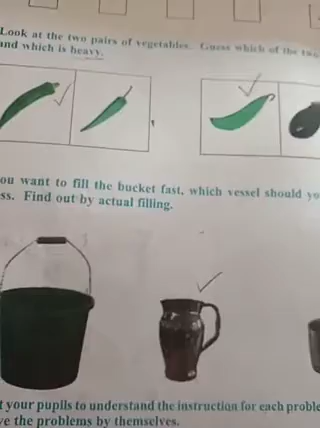 Look at the two pairs of vegetables. Guess which of the
and which is heavy.
ou want to fill the bucket fast, which vessel should
ss. Find out by actual filling.
t your pupils to understand the instruction for each
ve the problems by themselves.